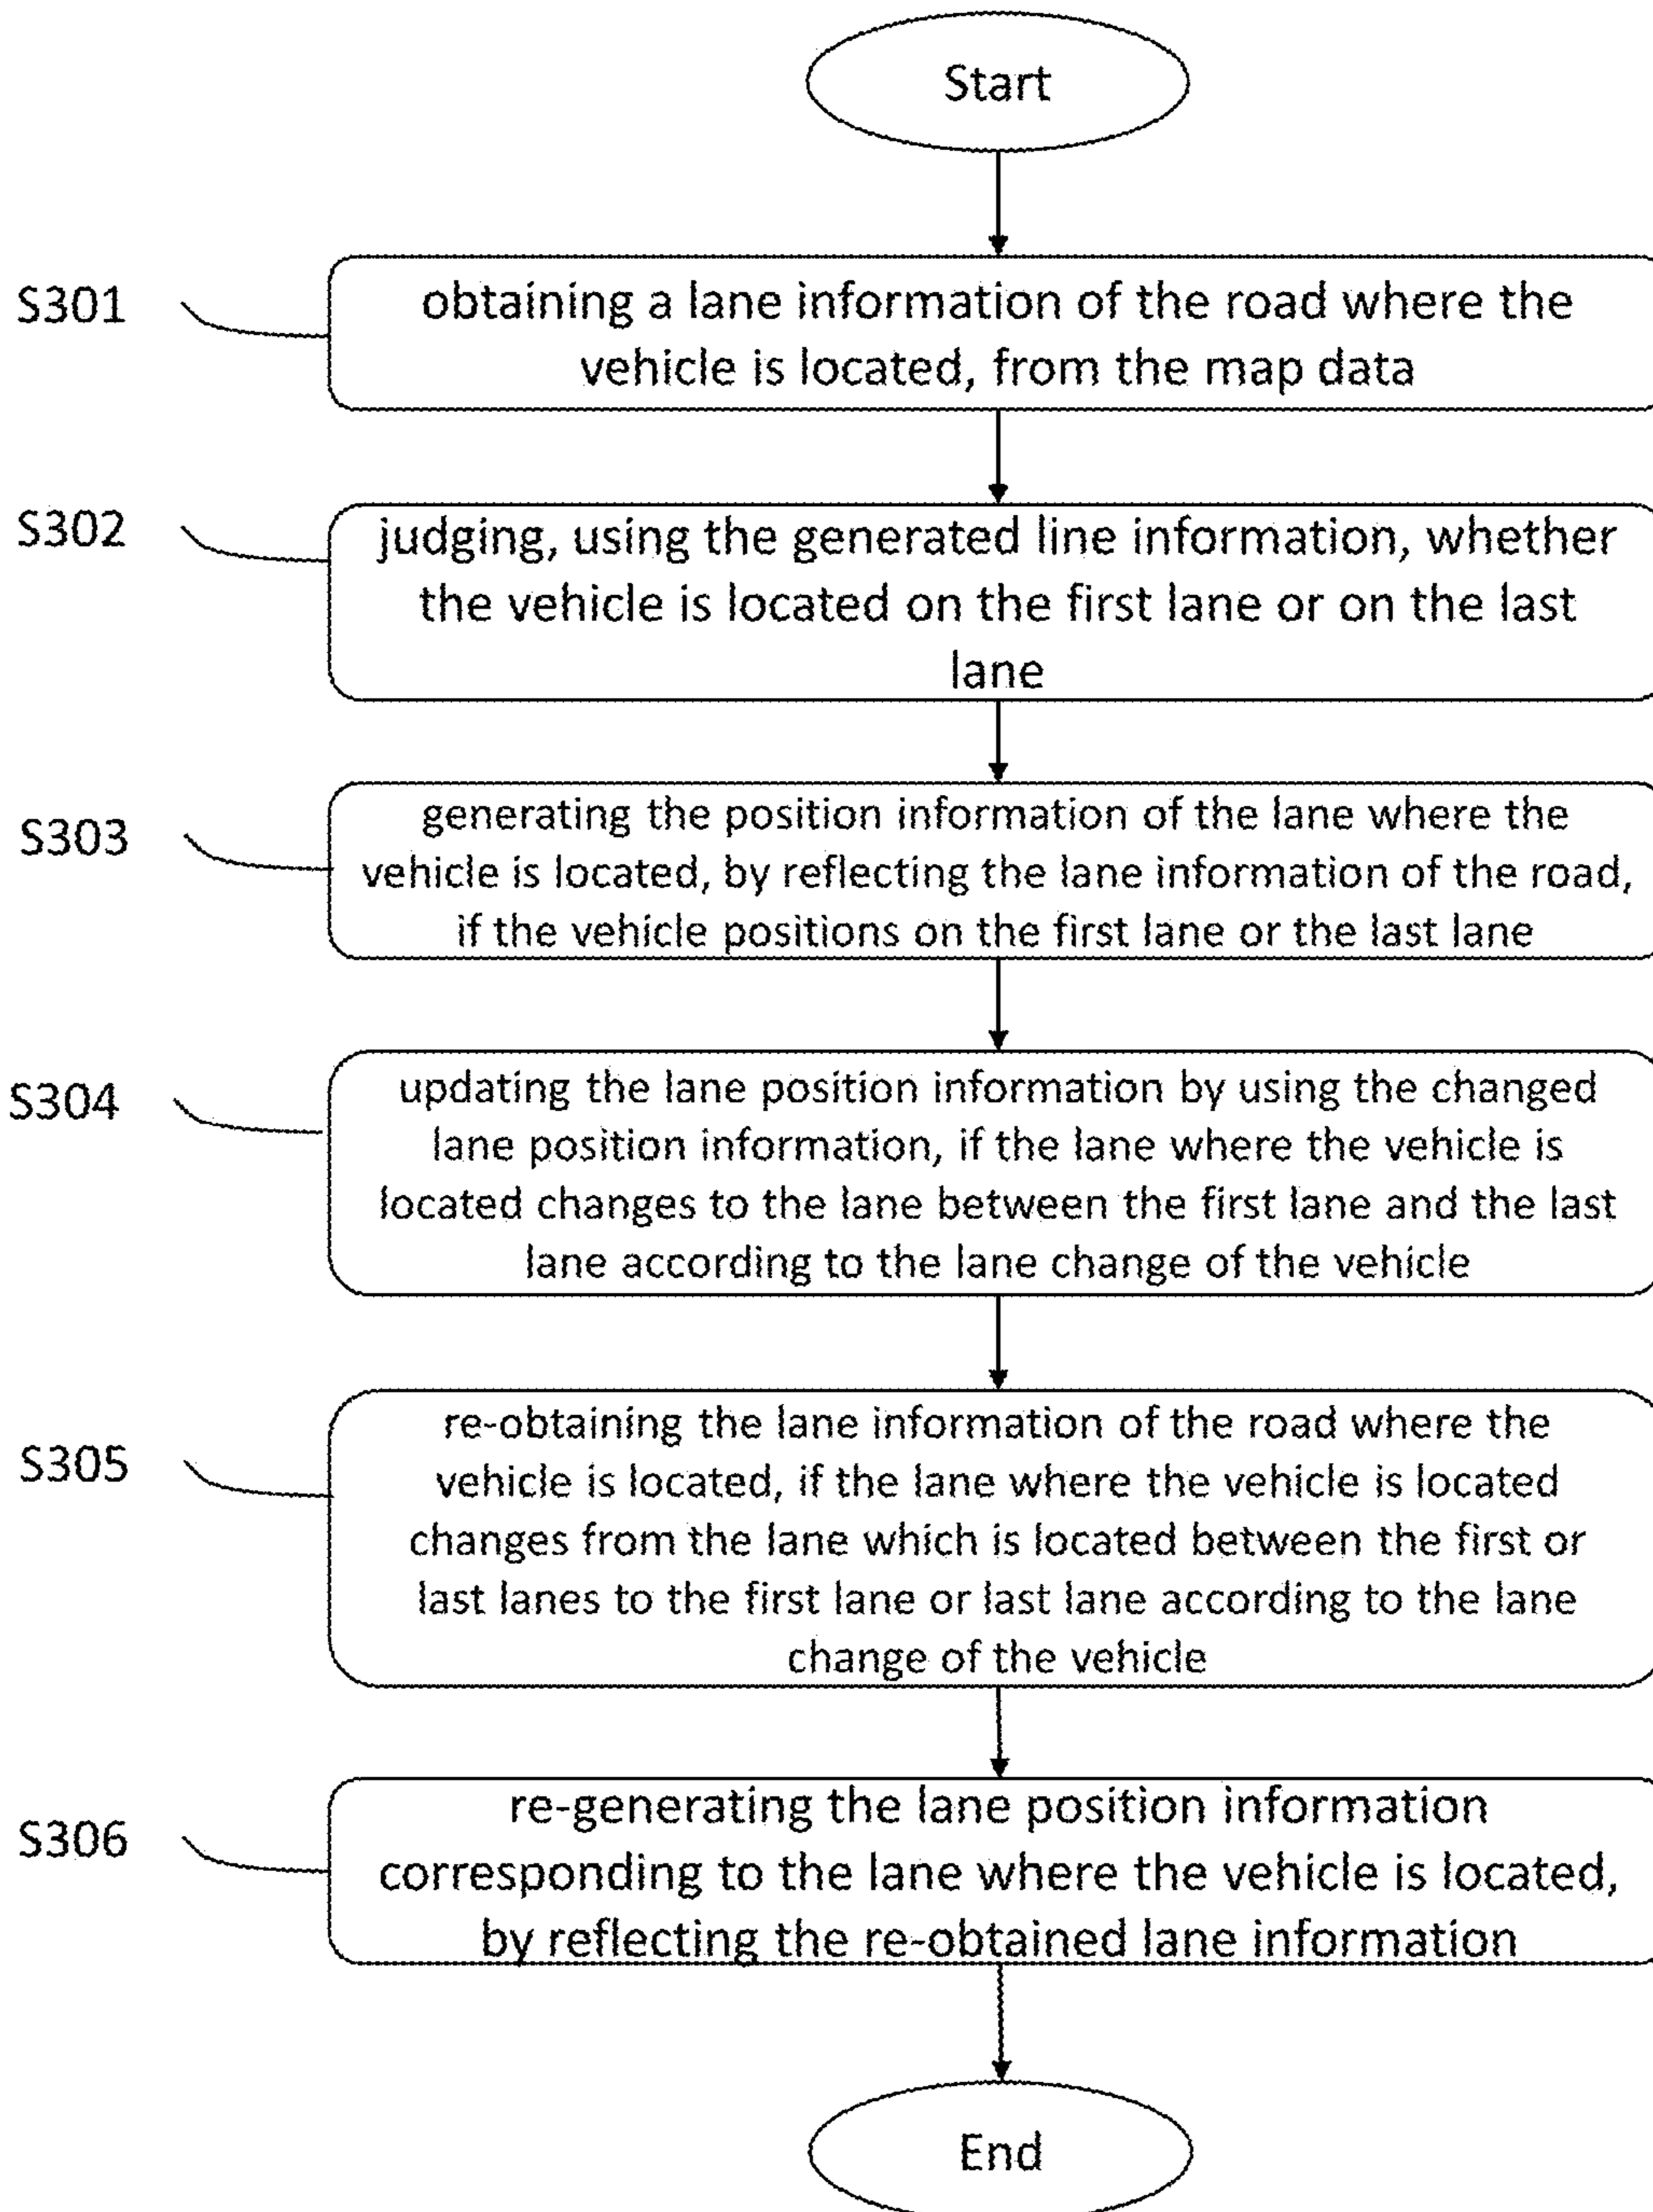 Start
S301
obtaining a lane information of the road where the
vehicle is located, from the map data
S302
judging, using the generated line information, whether
the vehicle is located on the first lane or on the last
lane
S303
generating the position information of the lane where the
vehicle is located, by reflecting the lane information of the road,
if the vehicle positions on the first lane or the last lane
S304
updating the lane position information by using the changed
lane position information, if the lane where the vehicle is
located changes to the lane between the first lane and the last
lane according to the lane change of the vehicle
S305
re-obtaining the lane information of the road where the
vehicle is located, if the lane where the vehicle is located
changes from the lane which is located between the first or
last lanes to the first lane or last lane according to the lane
change of the vehicle
S306
re-generating the lane position information
corresponding to the lane where the vehicle is located,
by reflecting the re-obtained lane information
End